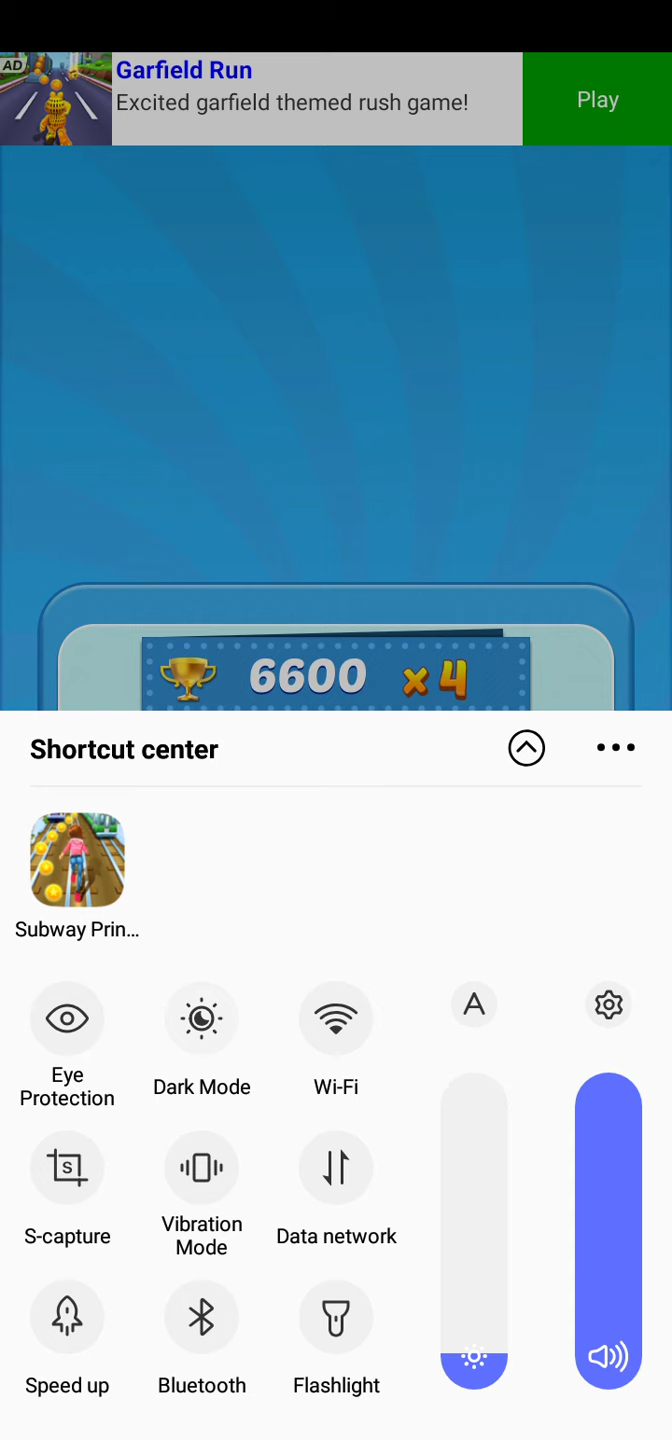 AD
Garfield Run
Excited garfield themed rush game!
Play
6600 x4
Shortcut center
Subway Prin...
Eye
Protection
Dark Mode
Wi-Fi
A
S
S-capture
Vibration
Mode
Data network
Speed up
Bluetooth
Flashlight